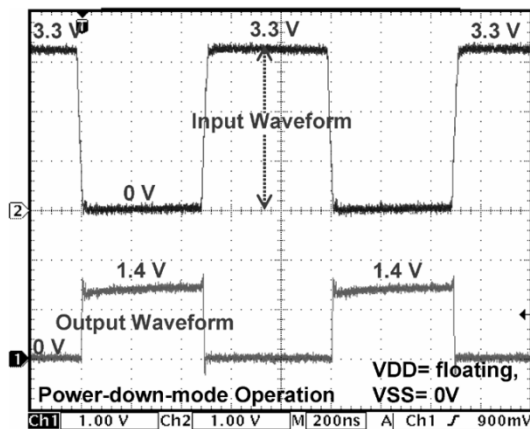 T
3.3 V
3.3 V
3.3 V
Input Waveform
0 V
2
1.4 V
1.4 V
Output Waveform
0 V
1
VDD= floating,
Power-down-mode Operation
VSS= 0V
Ch1 1.00 V Ch2 1.00 V M 200ns A Ch1 900mV